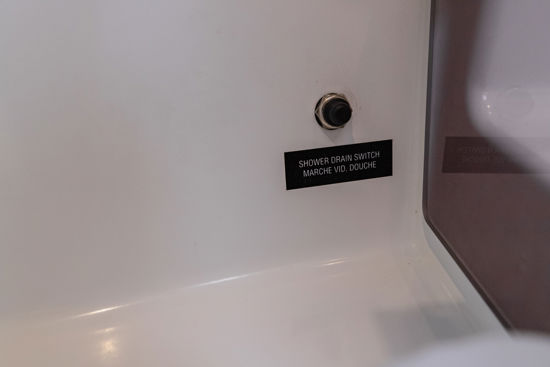 SHOWER DRAIN SWITCH
MARCHE VID. DOUCHE